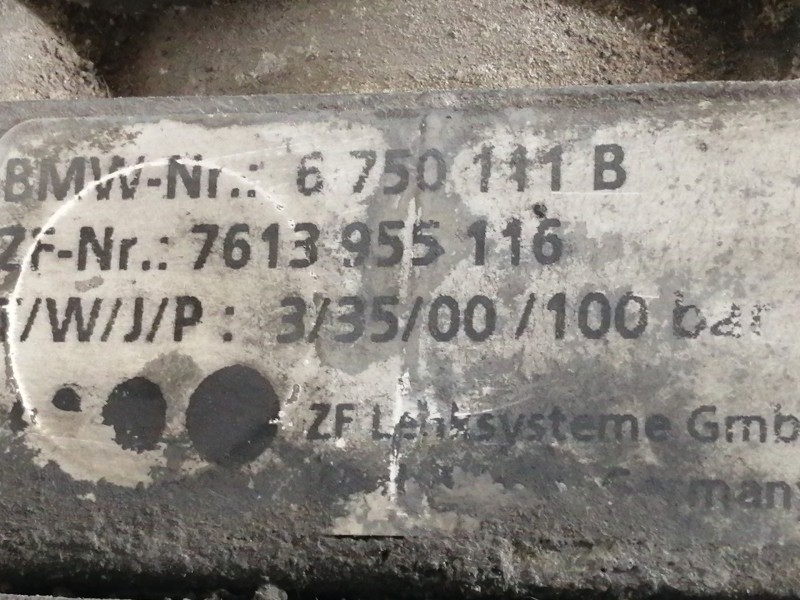 BMW-Nr.: 6 750 111 B
ZF-Nr.: 7613 955 116
T/W/J/P: 3/35/00 /100 bar
ZF Lenksysteme Gmb
Germany